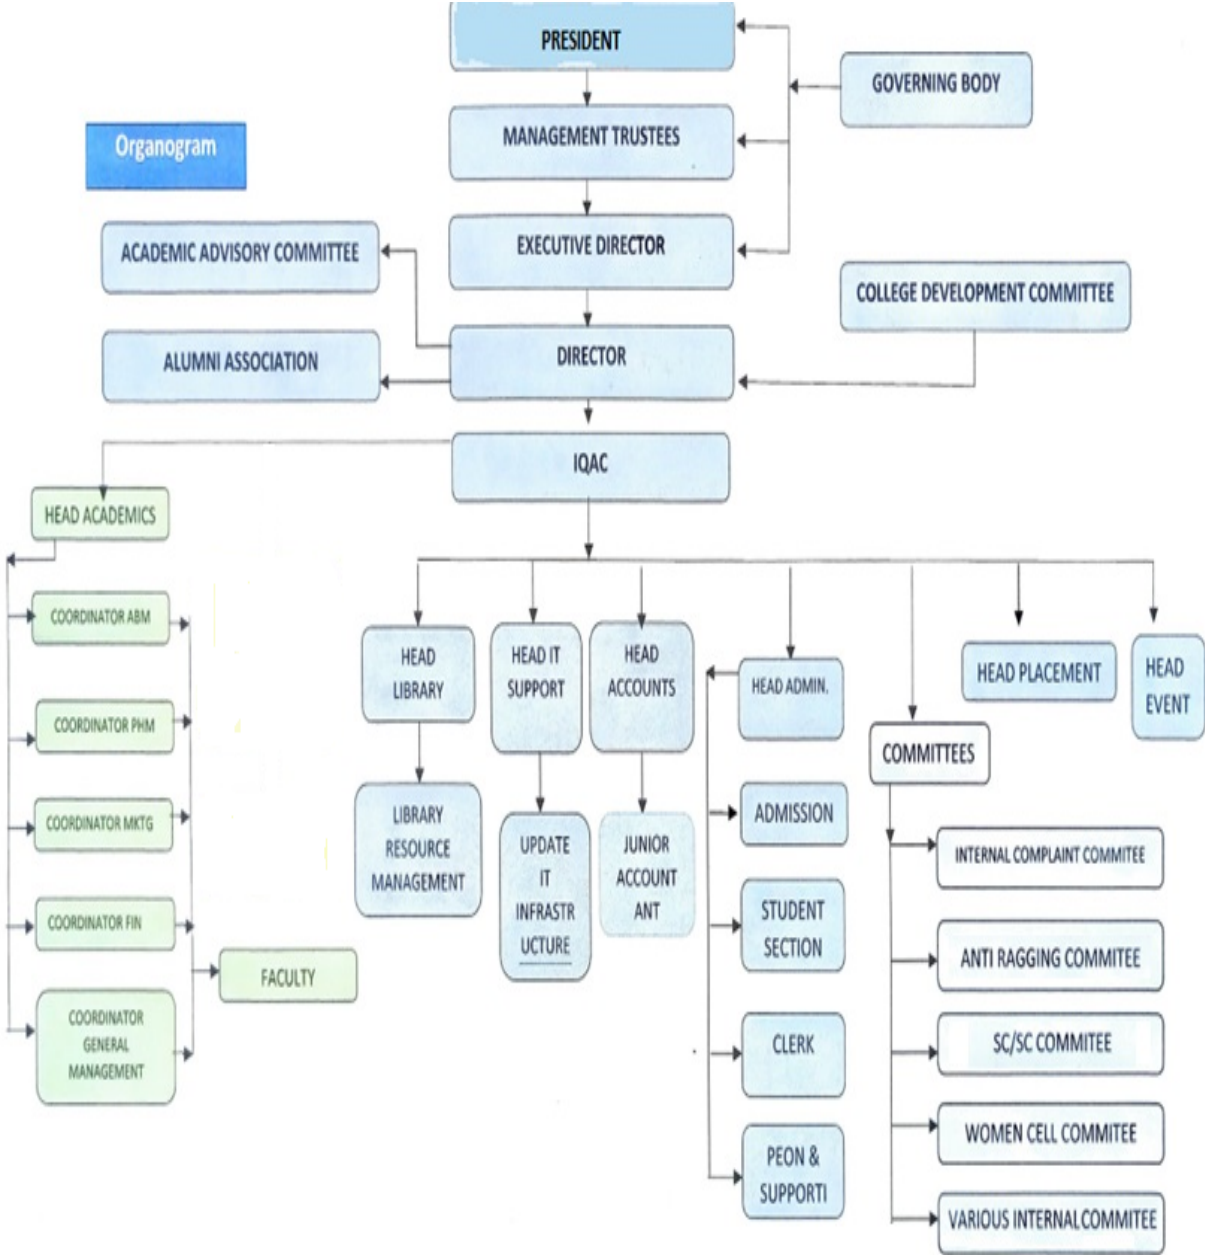 PRESIDENT
GOVERNING BODY
MANAGEMENT TRUSTEES
Organogram
EXECUTIVE DIRECTOR
ACADEMIC ADVISORY COMMITTEE
COLLEGE DEVELOPMENT COMMITTEE
DIRECTOR
ALUMNI ASSOCIATION
IQAC
HEAD ACADEMICS
COORDINATOR ABM
COORDINATOR PHM
COORDINATOR MKTG
COORDINATOR FIN
COORDINATOR
GENERAL
MANAGEMENT
FACULTY
HEAD
LIBRARY
HEAD IT
SUPPORT
HEAD
ACCOUNTS
HEAD ADMIN.
COMMITTEES
HEAD PLACEMENT
HEAD
EVENT
LIBRARY
RESOURCE
MANAGEMENT
UPDATE
IT
INFRASTR
UCTURE
JUNIOR
ACCOUNT
ANT
ADMISSION
STUDENT
SECTION
CLERK
PEON &
SUPPORTI
INTERNAL COMPLAINT COMMITEE
ANTI RAGGING COMMITEE
SC/SC COMMITEE
WOMEN CELL COMMITEE
VARIOUS INTERNAL COMMITEE